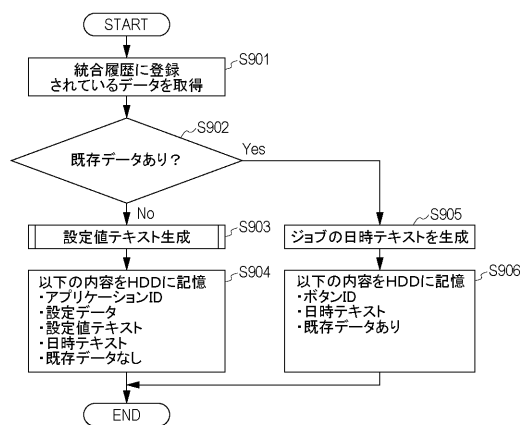 START
S901
統合履歴に登録
されているデータを取得
S902
既存データあり？
Yes
No
S903
設定値テキスト生成
S905
ジョブの日時テキストを生成
S904
以下の内容をHDDに記憶
・アプリケーションID
・設定データ
・設定値テキスト
・日時テキスト
・既存データなし
S906
以下の内容をHDDに記憶
・ボタンID
・日時テキスト
・既存データあり
END